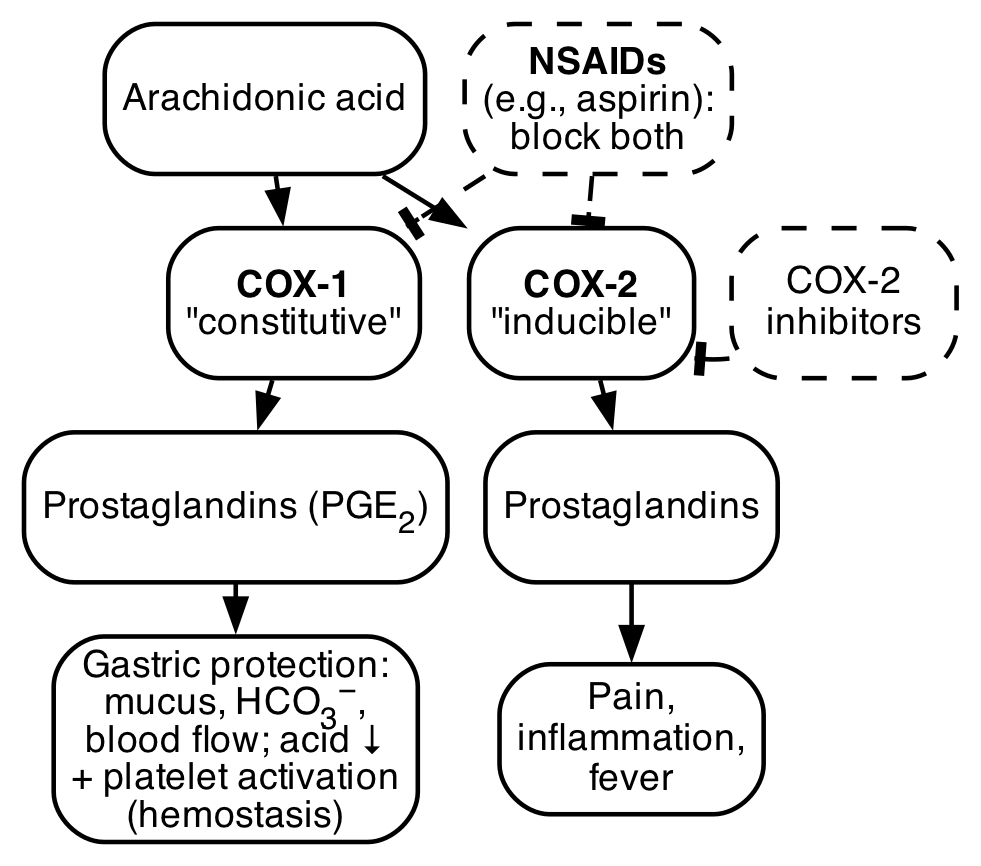 Arachidonic acid
NSAIDs
(e.g., aspirin):
block both
COX-1
"constitutive"
COX-2
"inducible"
COX-2
inhibitors
Prostaglandins (PGE₂)
Prostaglandins
Gastric protection:
mucus, HCO₃⁻,
blood flow; acid ↓
+ platelet activation
(hemostasis)
Pain,
inflammation,
fever